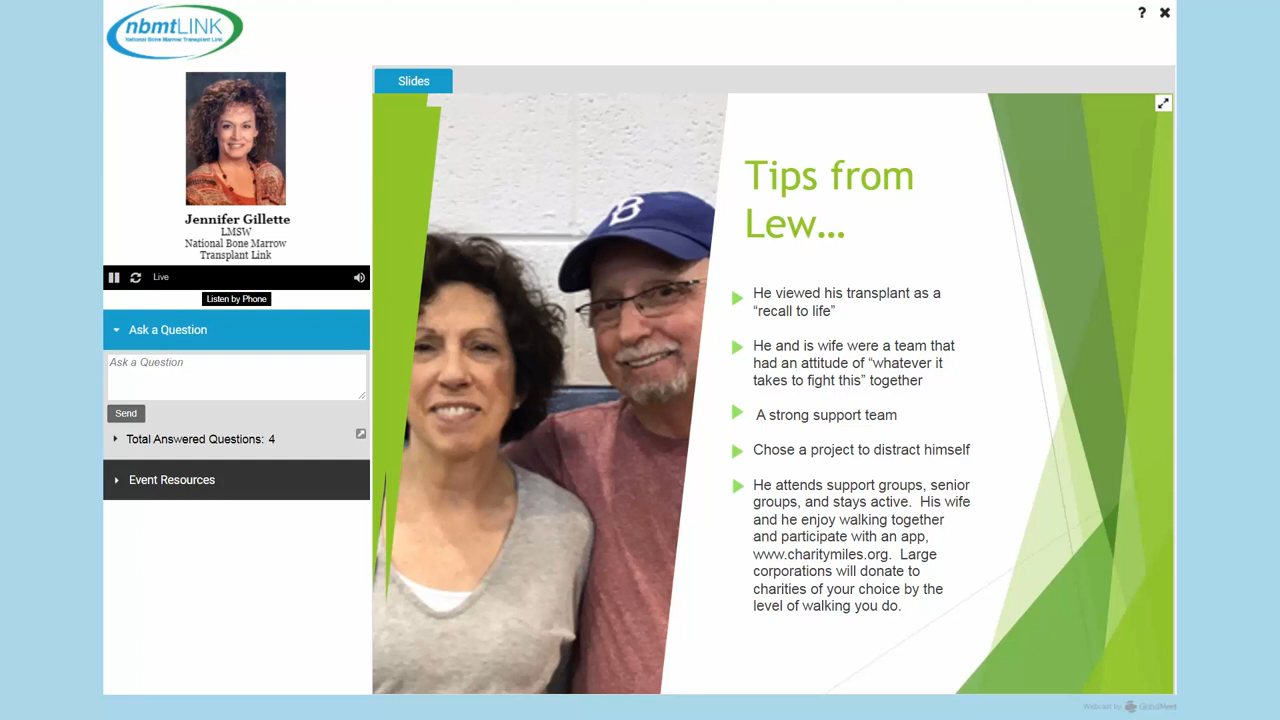 nbmtLINK
National Bone Marrow Transplant Link
? ✖
Jennifer Gillette
LMSW
National Bone Marrow
Transplant Link
Live
Listen by Phone
Ask a Question
Ask a Question
Send
Total Answered Questions: 4
Event Resources
Slides
B
Tips from
Lew...
He viewed his transplant as a
“recall to life”
He and is wife were a team that
had an attitude of “whatever it
takes to fight this” together
A strong support team
Chose a project to distract himself
He attends support groups, senior
groups, and stays active. His wife
and he enjoy walking together
and participate with an app,
www.charitymiles.org. Large
corporations will donate to
charities of your choice by the
level of walking you do.
Webcast by GlobalMeet